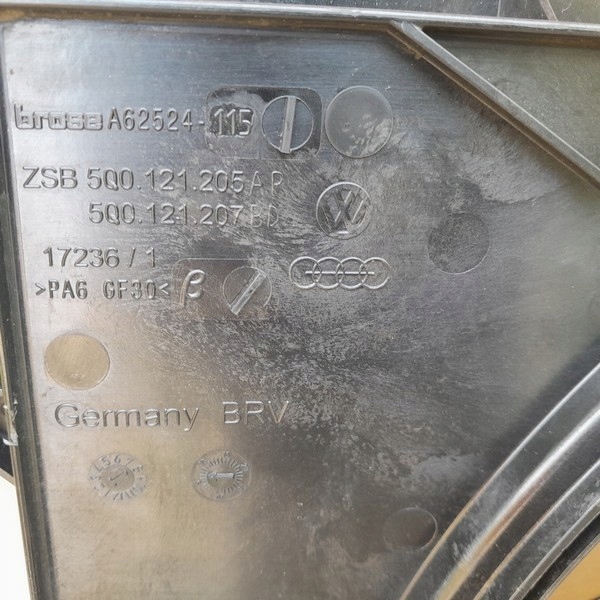 brose A62524-115
ZSB 5Q0.121.205AP
5Q0.121.207BD
17236/1
>PA6 GF30< β
Germany BRV